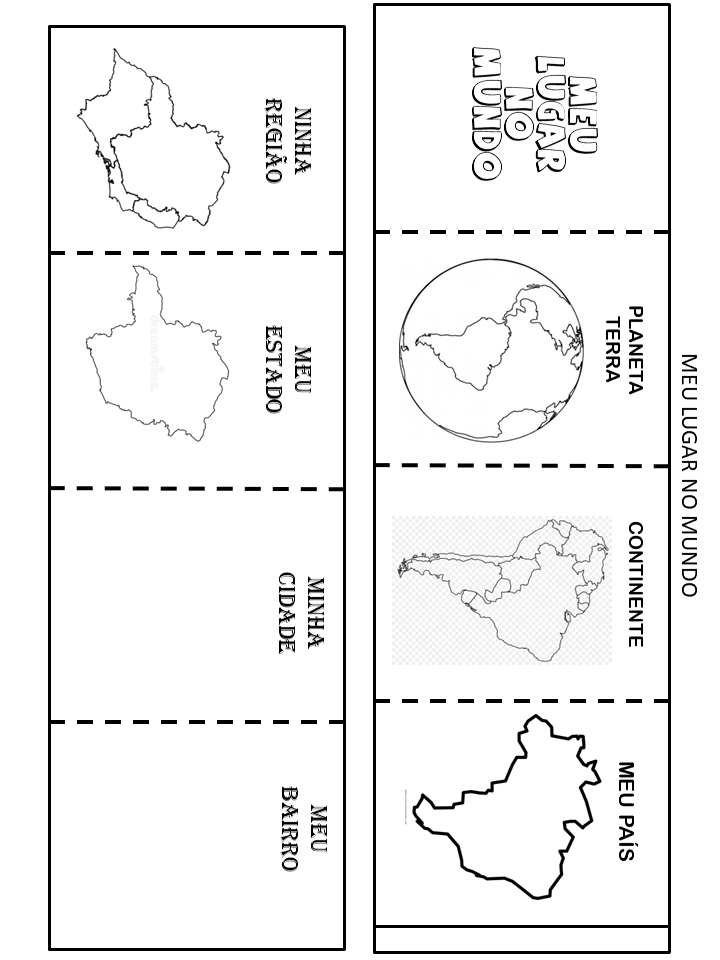 MEU LUGAR NO MUNDO
MEU
LUGAR
NO
MUNDO
PLANETA
TERRA
CONTINENTE
MEU PAÍS
NINHA
REGIÃO
MEU
ESTADO
MINHA
CIDADE
MEU
BAIRRO